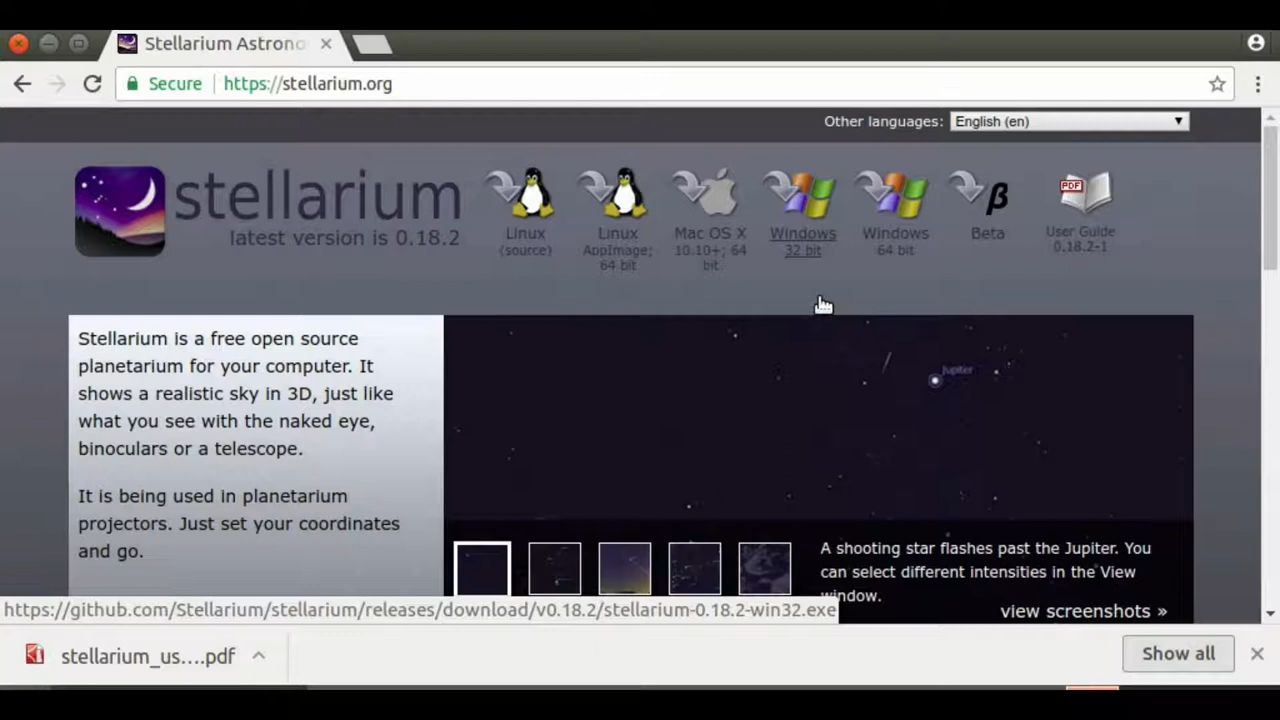 Stellarium Astrono
Secure https://stellarium.org
Other languages: English (en)
stellarium
latest version is 0.18.2
Linux
(source)
Linux
AppImage;
64 bit
Mac OS X
10.10+; 64
bit
Windows
32 bit
Windows
64 bit
β
Beta
PDF
User Guide
0.18.2-1
Stellarium is a free open source
planetarium for your computer. It
shows a realistic sky in 3D, just like
what you see with the naked eye,
binoculars or a telescope.
It is being used in planetarium
projectors. Just set your coordinates
and go.
Jupiter
A shooting star flashes past the Jupiter. You
can select different intensities in the View
window.
view screenshots »
https://github.com/Stellarium/stellarium/releases/download/v0.18.2/stellarium-0.18.2-win32.exe
stellarium_us....pdf
Show all